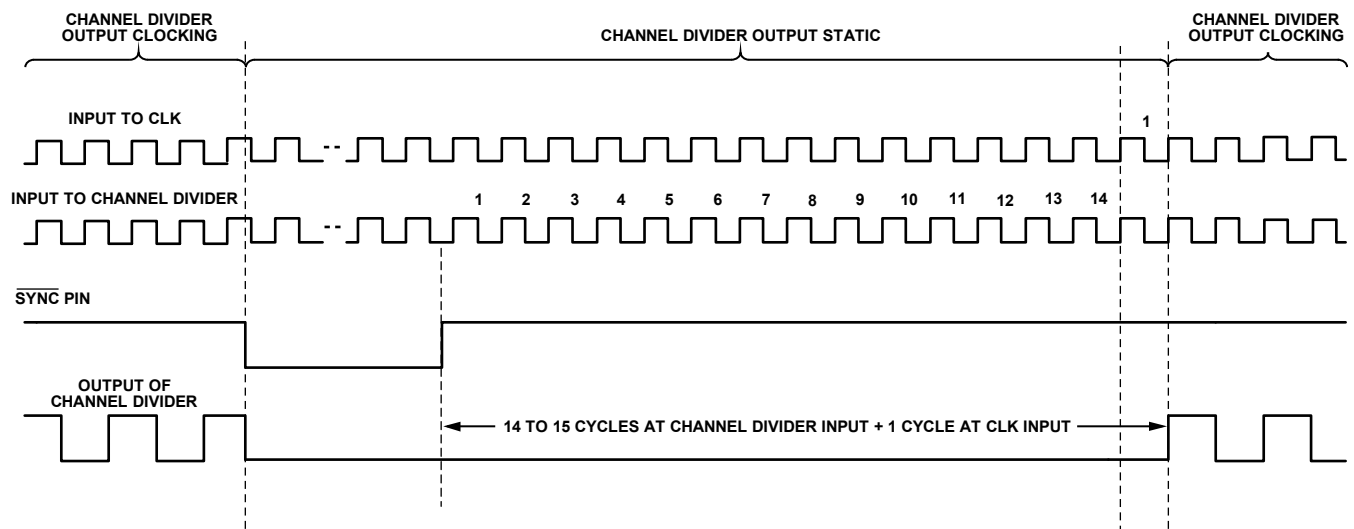 CHANNEL DIVIDER
OUTPUT CLOCKING
CHANNEL DIVIDER OUTPUT STATIC
CHANNEL DIVIDER
OUTPUT CLOCKING
INPUT TO CLK
1
INPUT TO CHANNEL DIVIDER
1 2 3 4 5 6 7 8 9 10 11 12 13 14
SYNC PIN
OUTPUT OF
CHANNEL DIVIDER
14 TO 15 CYCLES AT CHANNEL DIVIDER INPUT + 1 CYCLE AT CLK INPUT